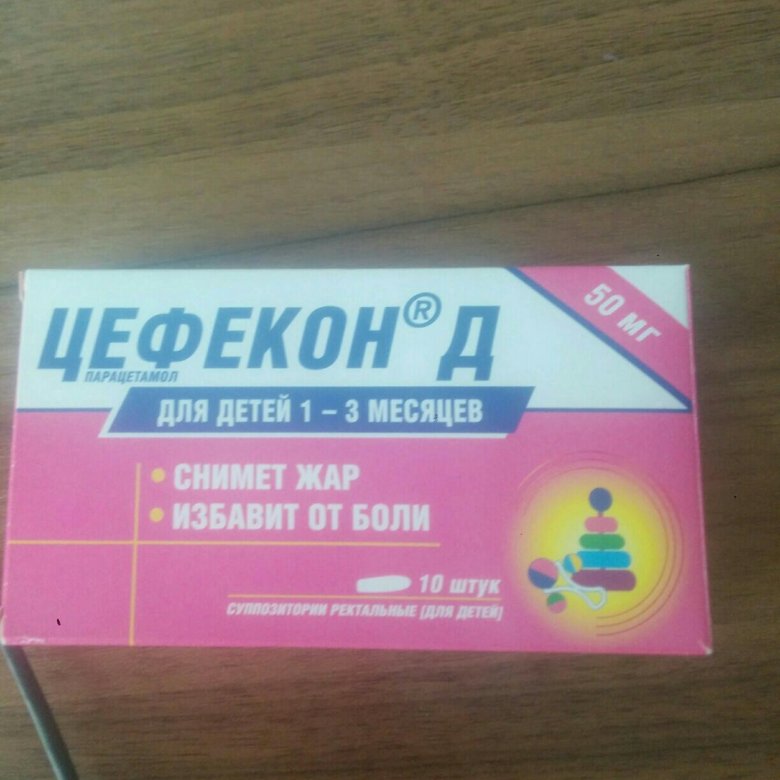 ЦЕФЕКОН® Д
50 МГ
ПАРАЦЕТАМОЛ
ДЛЯ ДЕТЕЙ 1 – 3 МЕСЯЦЕВ
• СНИМЕТ ЖАР
• ИЗБАВИТ ОТ БОЛИ
10 штук
СУППОЗИТОРИИ РЕКТАЛЬНЫЕ [ДЛЯ ДЕТЕЙ]